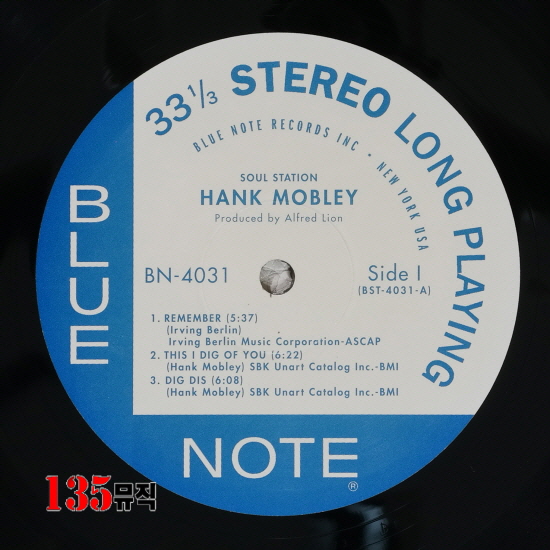 33⅓ STEREO LONG PLAYING
BLUE NOTE RECORDS INC • NEW YORK USA
SOUL STATION
HANK MOBLEY
Produced by Alfred Lion
BN-4031
Side I
(BST-4031-A)
1. REMEMBER (5:37)
(Irving Berlin)
Irving Berlin Music Corporation-ASCAP
2. THIS I DIG OF YOU (6:22)
(Hank Mobley) SBK Unart Catalog Inc.-BMI
3. DIG DIS (6:08)
(Hank Mobley) SBK Unart Catalog Inc.-BMI
BLUE
NOTE®
135뮤직